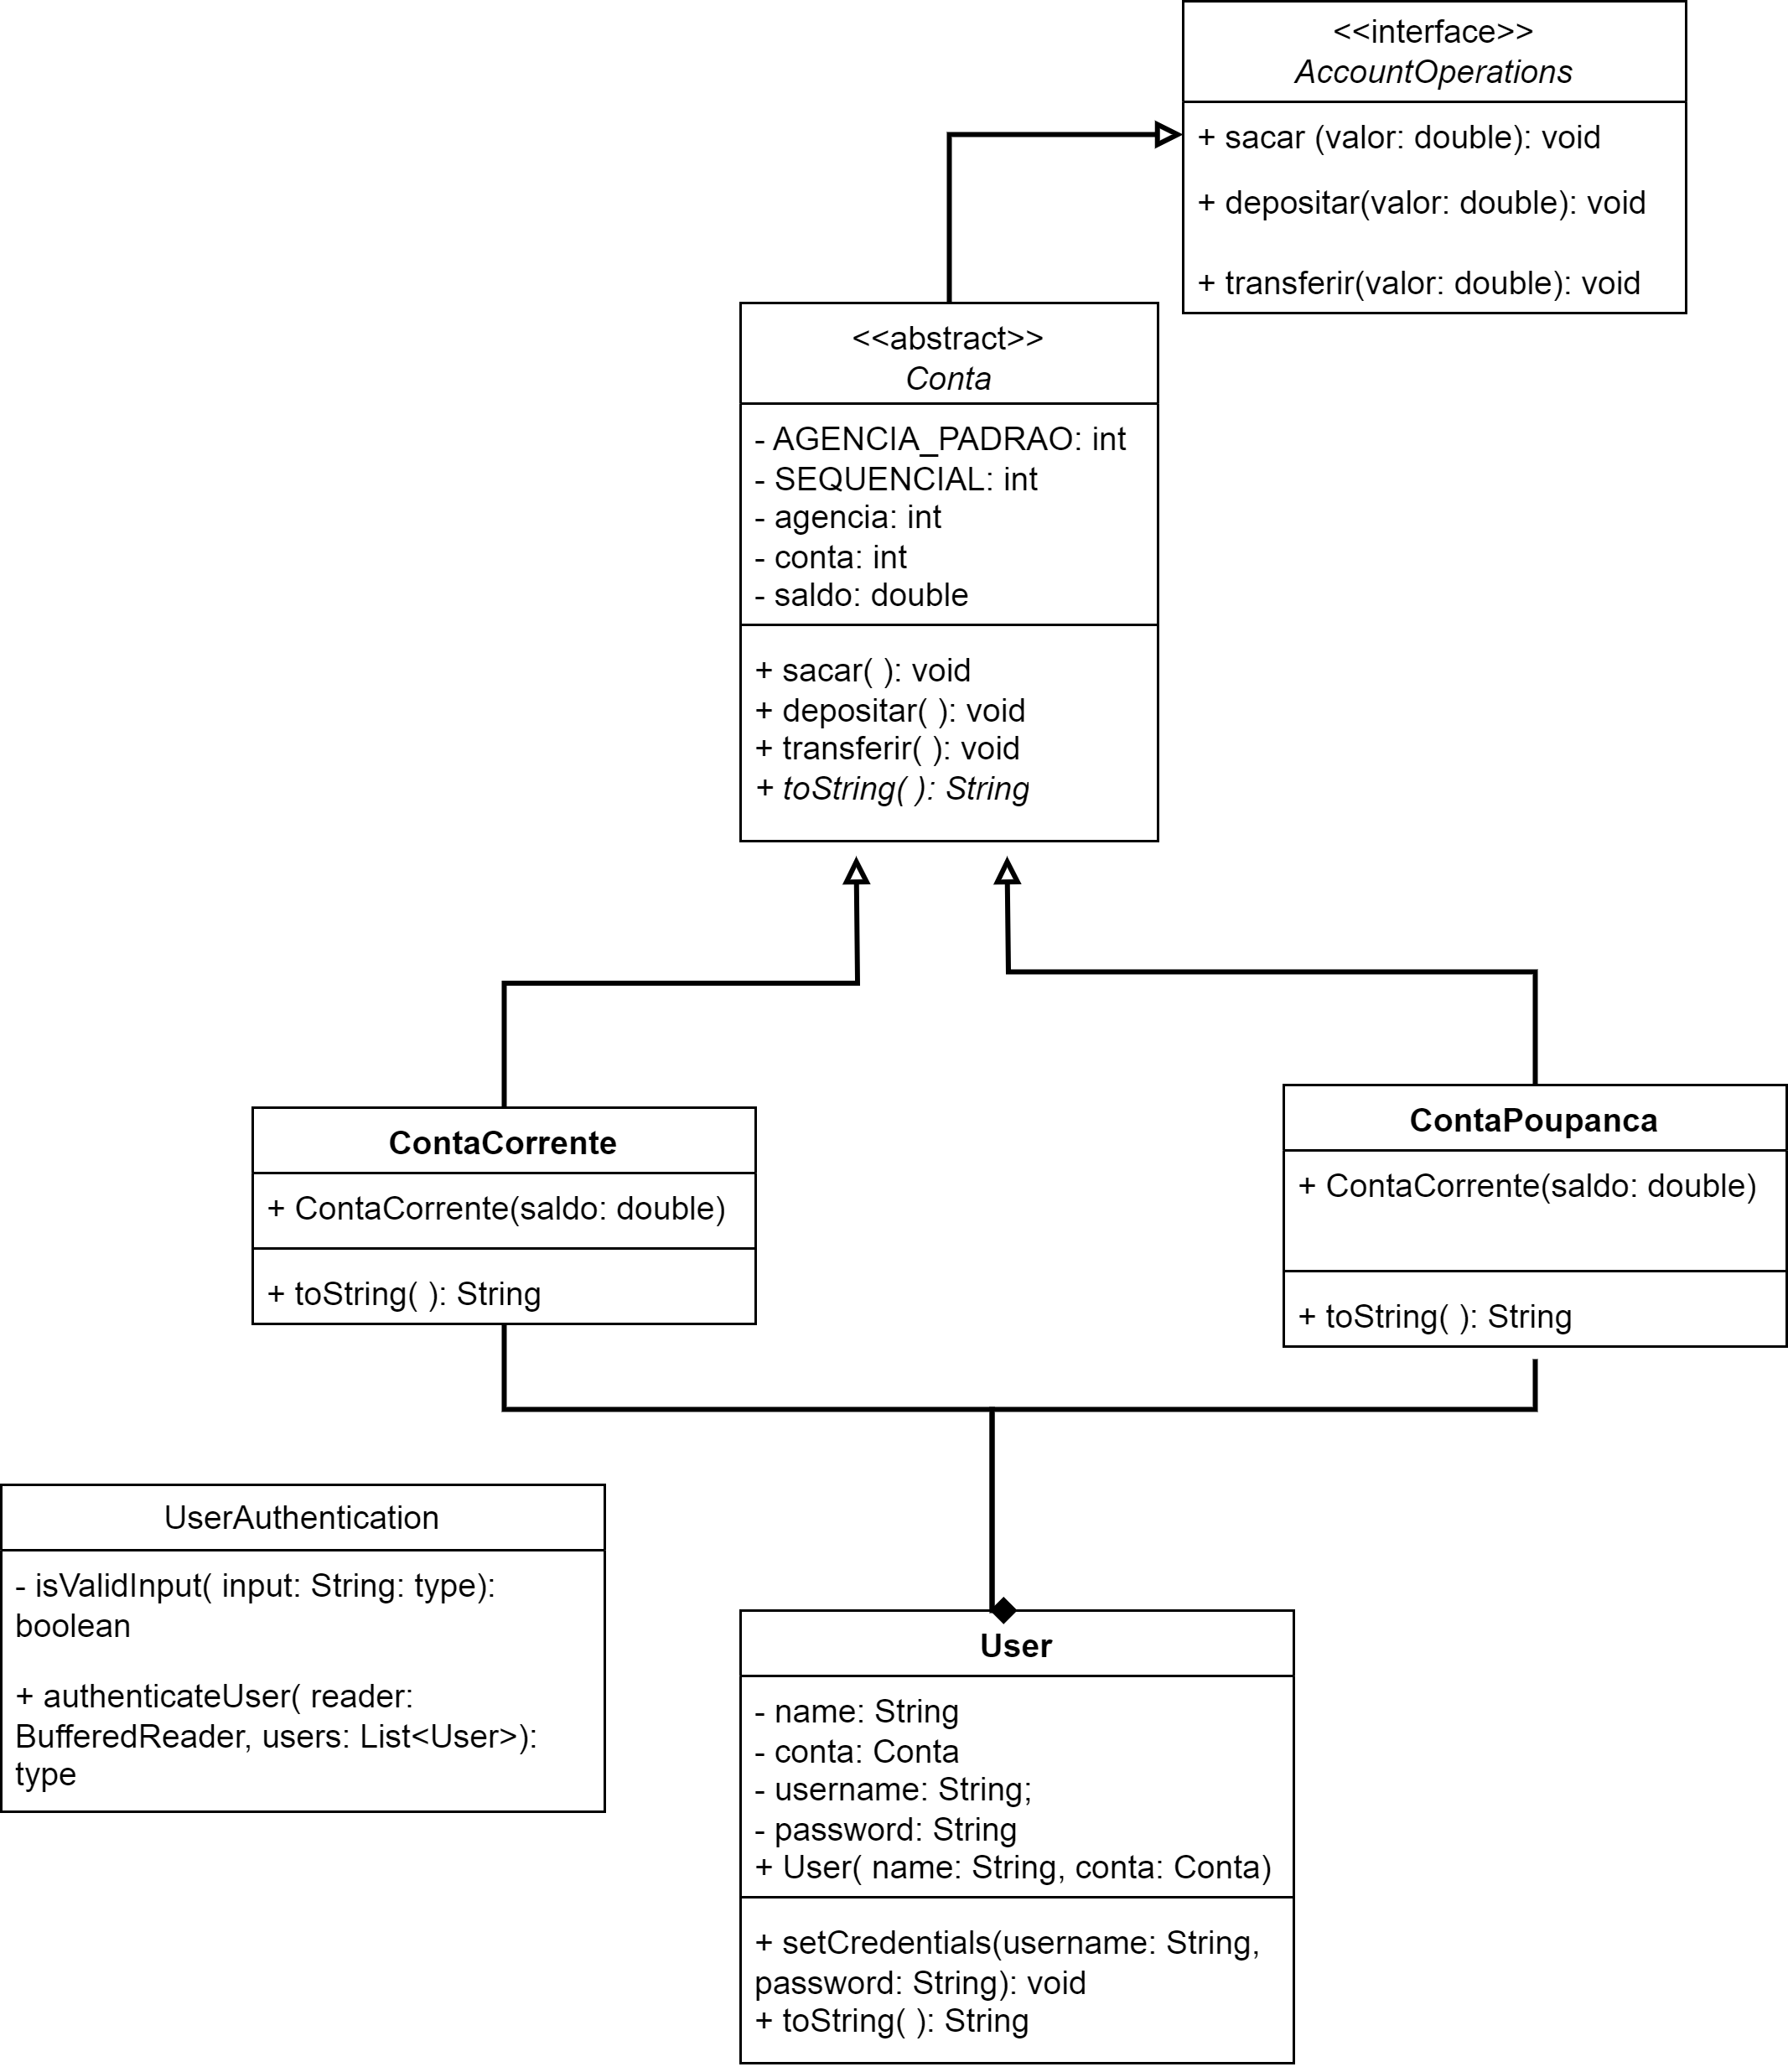 <<interface>>
AccountOperations
+ sacar (valor: double): void
+ depositar(valor: double): void
+ transferir(valor: double): void
<<abstract>>
Conta
- AGENCIA_PADRAO: int
- SEQUENCIAL: int
- agencia: int
- conta: int
- saldo: double
+ sacar( ): void
+ depositar( ): void
+ transferir( ): void
+ toString( ): String
ContaCorrente
+ ContaCorrente(saldo: double)
+ toString( ): String
ContaPoupanca
+ ContaCorrente(saldo: double)
+ toString( ): String
UserAuthentication
- isValidInput( input: String: type):
boolean
+ authenticateUser( reader:
BufferedReader, users: List<User>):
type
User
- name: String
- conta: Conta
- username: String;
- password: String
+ User( name: String, conta: Conta)
+ setCredentials(username: String,
password: String): void
+ toString( ): String